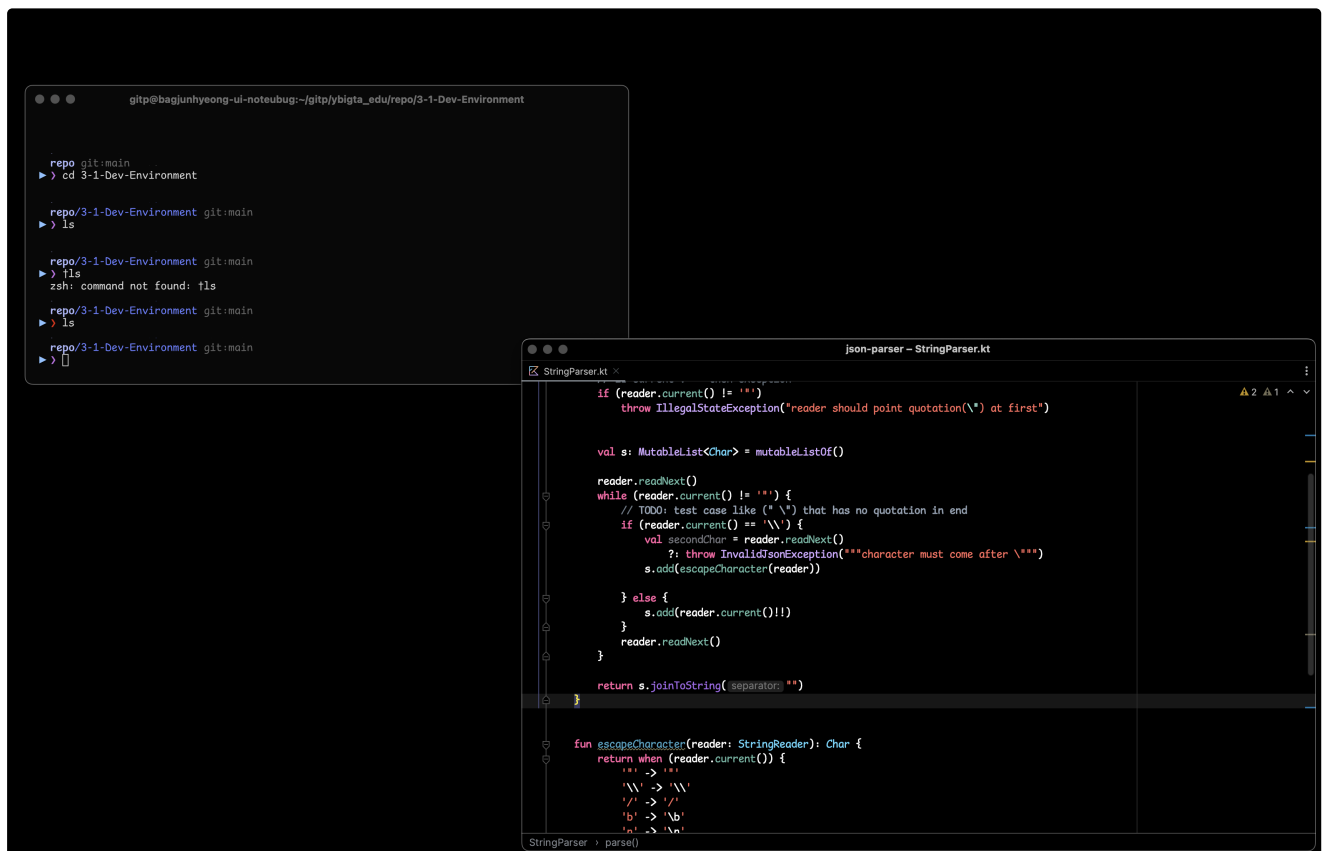 gitp@bagjunhyeong-ui-noteubug:~/gitp/ybigta_edu/repo/3-1-Dev-Environment
repo git:main
▶ ❯ cd 3-1-Dev-Environment
repo/3-1-Dev-Environment git:main
▶ ❯ ls
repo/3-1-Dev-Environment git:main
▶ ❯ †ls
zsh: command not found: †ls
repo/3-1-Dev-Environment git:main
▶ ❯ ls
repo/3-1-Dev-Environment git:main
▶ ❯
json-parser – StringParser.kt
StringParser.kt ×
2 1
if (reader.current() != '"')
throw IllegalStateException("reader should point quotation(\") at first")
val s: MutableList<Char> = mutableListOf()
reader.readNext()
while (reader.current() != '"') {
// TODO: test case like (" \") that has no quotation in end
if (reader.current() == '\\') {
val secondChar = reader.readNext()
?: throw InvalidJsonException("""character must come after \""")
s.add(escapeCharacter(reader))
} else {
s.add(reader.current()!!)
}
reader.readNext()
}
return s.joinToString( separator: "")
}
fun escapeCharacter(reader: StringReader): Char {
return when (reader.current()) {
'"' -> '"'
'\\' -> '\\'
'/' -> '/'
'b' -> '\b'
'n' -> '\n'
StringParser › parse()